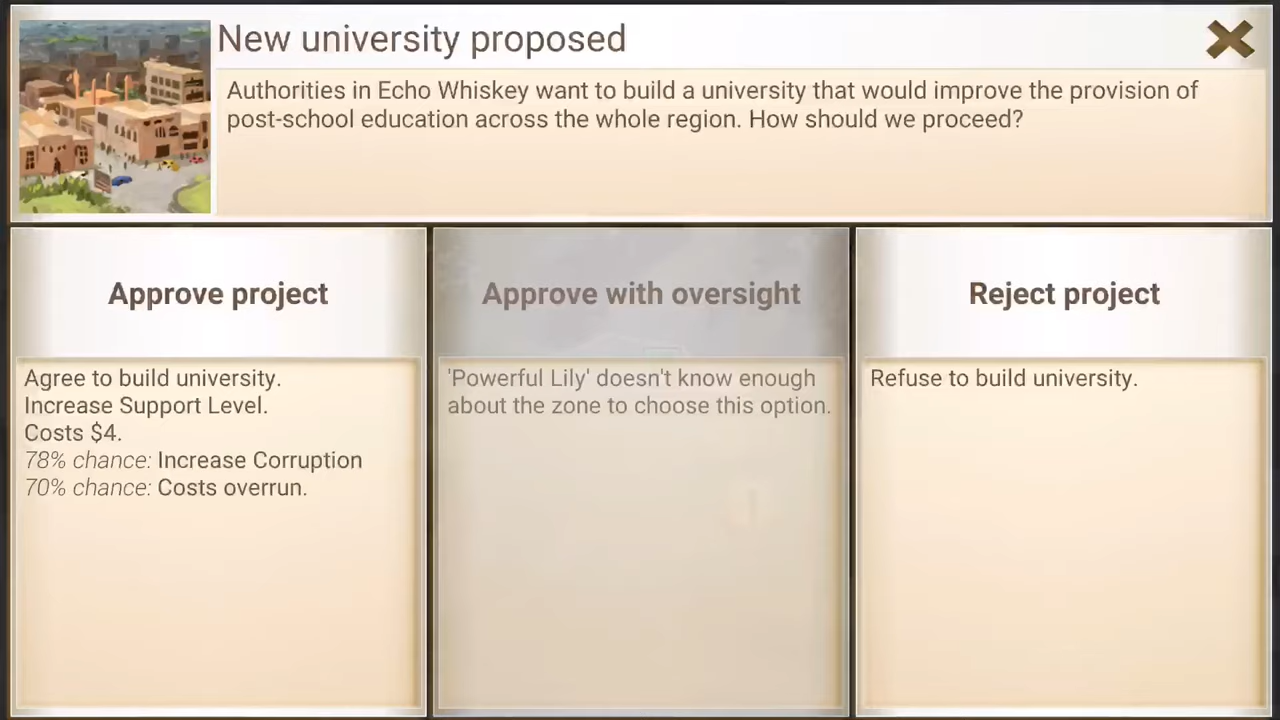 New university proposed
Authorities in Echo Whiskey want to build a university that would improve the provision of
post-school education across the whole region. How should we proceed?
Approve project
Agree to build university.
Increase Support Level.
Costs $4.
78% chance: Increase Corruption
70% chance: Costs overrun.
Approve with oversight
'Powerful Lily' doesn't know enough
about the zone to choose this option.
Reject project
Refuse to build university.